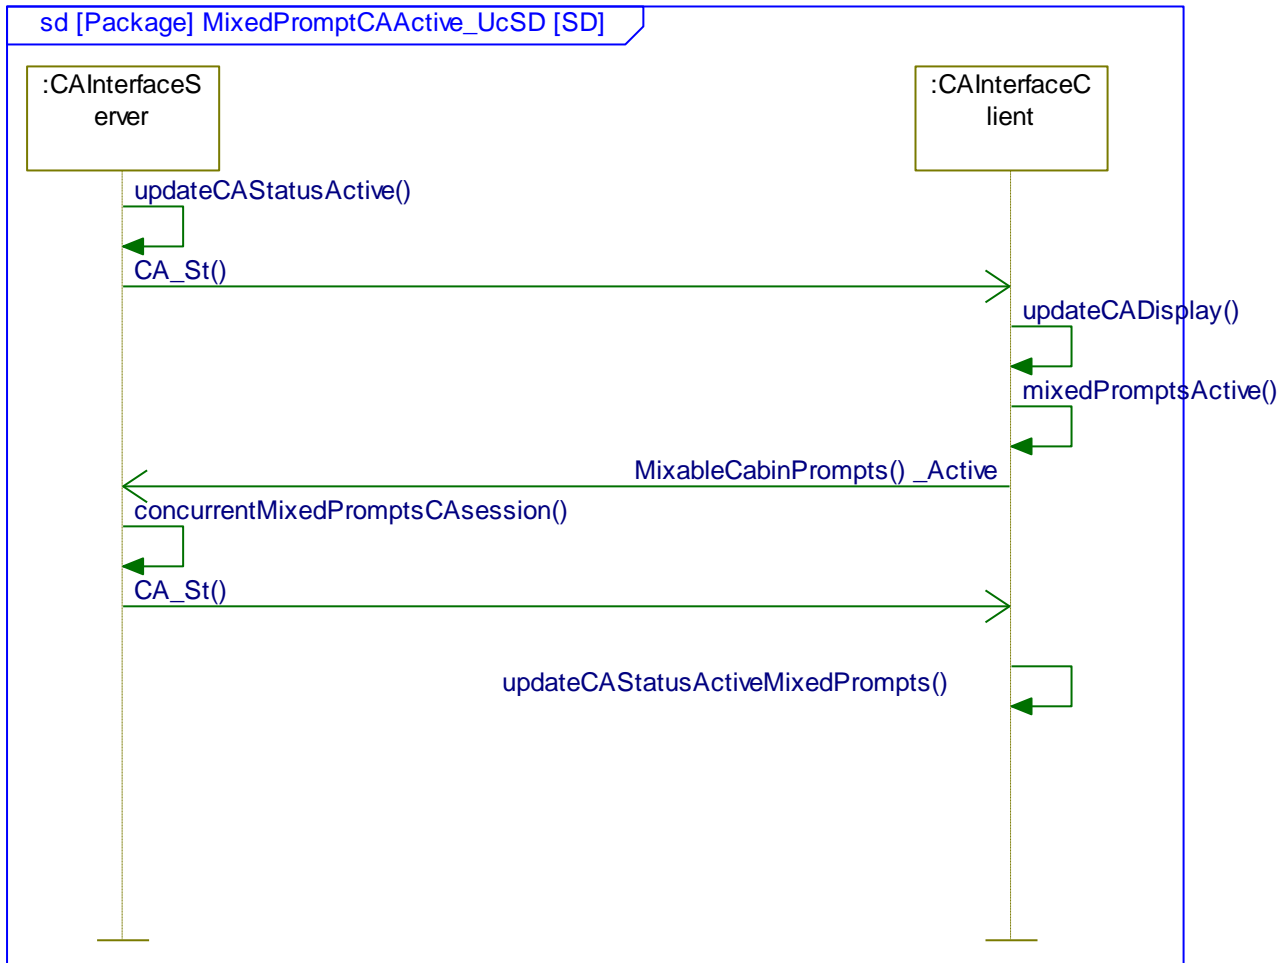 sd [Package] MixedPromptCAActive_UcSD [SD]
:CAInterfaceS
erver
:CAInterfaceC
lient
updateCAStatusActive()
CA_St()
updateCADisplay()
mixedPromptsActive()
MixableCabinPrompts() _Active
concurrentMixedPromptsCAsession()
CA_St()
updateCAStatusActiveMixedPrompts()